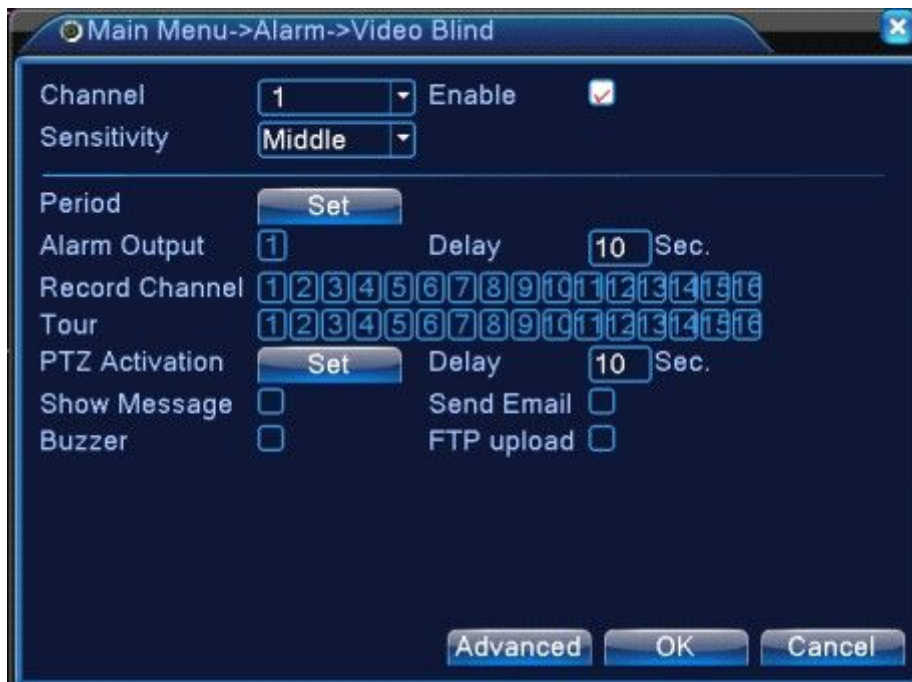 Main Menu->Alarm->Video Blind
Channel 1 Enable
Sensitivity Middle
Period Set
Alarm Output 1 Delay 10 Sec.
Record Channel 1 2 3 4 5 6 7 8 9 10 11 12 13 14 15 16
Tour 1 2 3 4 5 6 7 8 9 10 11 12 13 14 15 16
PTZ Activation Set Delay 10 Sec.
Show Message Send Email
Buzzer FTP upload
Advanced OK Cancel